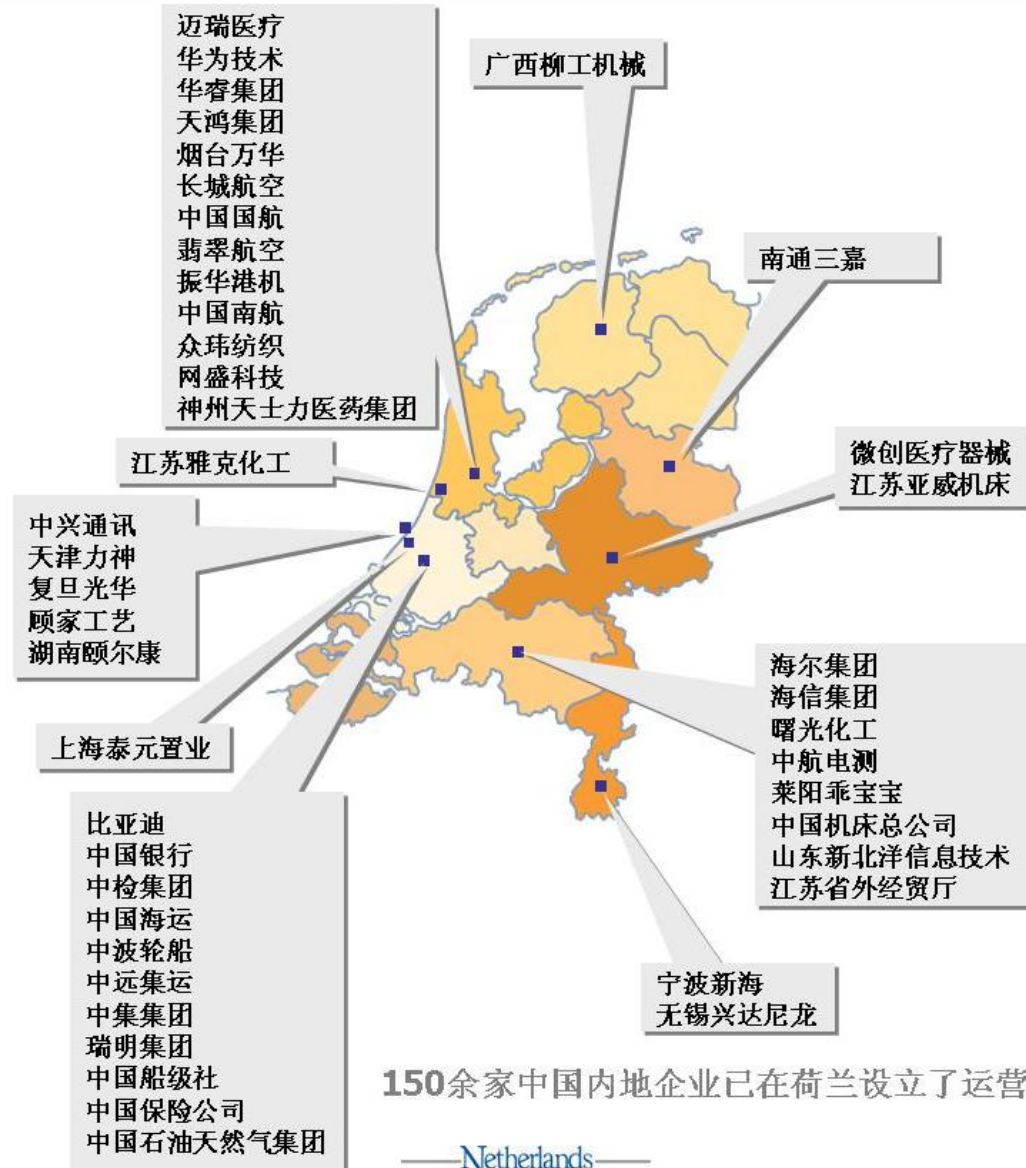 迈瑞医疗
华为技术
华睿集团
天鸿集团
烟台万华
长城航空
中国国航
翡翠航空
振华港机
中国南航
众玮纺织
网盛科技
神州天士力医药集团
广西柳工机械
南通三嘉
江苏雅克化工
微创医疗器械
江苏亚威机床
中兴通讯
天津力神
复旦光华
顾家工艺
湖南颐尔康
上海泰元置业
海尔集团
海信集团
曙光化工
中航电测
莱阳乖宝宝
中国机床总公司
山东新北洋信息技术
江苏省外经贸厅
比亚迪
中国银行
中检集团
中国海运
中波轮船
中远集运
中集集团
瑞明集团
中国船级社
中国保险公司
中国石油天然气集团
宁波新海
无锡兴达尼龙
150余家中国内地企业已在荷兰设立了运营
Netherlands